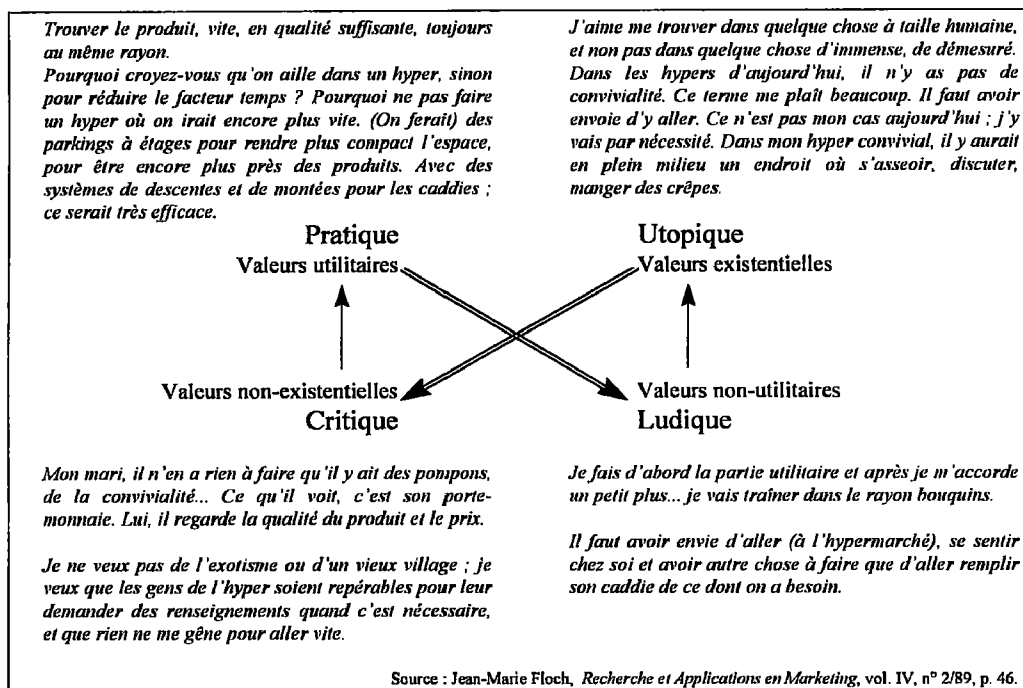 Trouver le produit, vite, en qualité suffisante, toujours
au même rayon.
Pourquoi croyez-vous qu'on aille dans un hyper, sinon
pour réduire le facteur temps ? Pourquoi ne pas faire
un hyper où on irait encore plus vite. (On ferait) des
parkings à étages pour rendre plus compact l'espace,
pour être encore plus près des produits. Avec des
systèmes de descentes et de montées pour les caddies ;
ce serait très efficace.
J'aime me trouver dans quelque chose à taille humaine,
et non pas dans quelque chose d'immense, de démesuré.
Dans les hypers d'aujourd'hui, il n'y as pas de
convivialité. Ce terme me plaît beaucoup. Il faut avoir
envoie d'y aller. Ce n'est pas mon cas aujourd'hui ; j'y
vais par nécessité. Dans mon hyper convivial, il y aurait
en plein milieu un endroit où s'asseoir, discuter,
manger des crêpes.
Pratique
Valeurs utilitaires
Utopique
Valeurs existentielles
Valeurs non-existentielles
Critique
Valeurs non-utilitaires
Ludique
Mon mari, il n'en a rien à faire qu'il y ait des pompons,
de la convivialité... Ce qu'il voit, c'est son porte-
monnaie. Lui, il regarde la qualité du produit et le prix.
Je ne veux pas de l'exotisme ou d'un vieux village ; je
veux que les gens de l'hyper soient repérables pour leur
demander des renseignements quand c'est nécessaire,
et que rien ne me gêne pour aller vite.
Je fais d'abord la partie utilitaire et après je m'accorde
un petit plus... je vais traîner dans le rayon bouquins.
Il faut avoir envie d'aller (à l'hypermarché), se sentir
chez soi et avoir autre chose à faire que d'aller remplir
son caddie de ce dont on a besoin.
Source : Jean-Marie Floch, Recherche et Applications en Marketing, vol. IV, n° 2/89, p. 46.